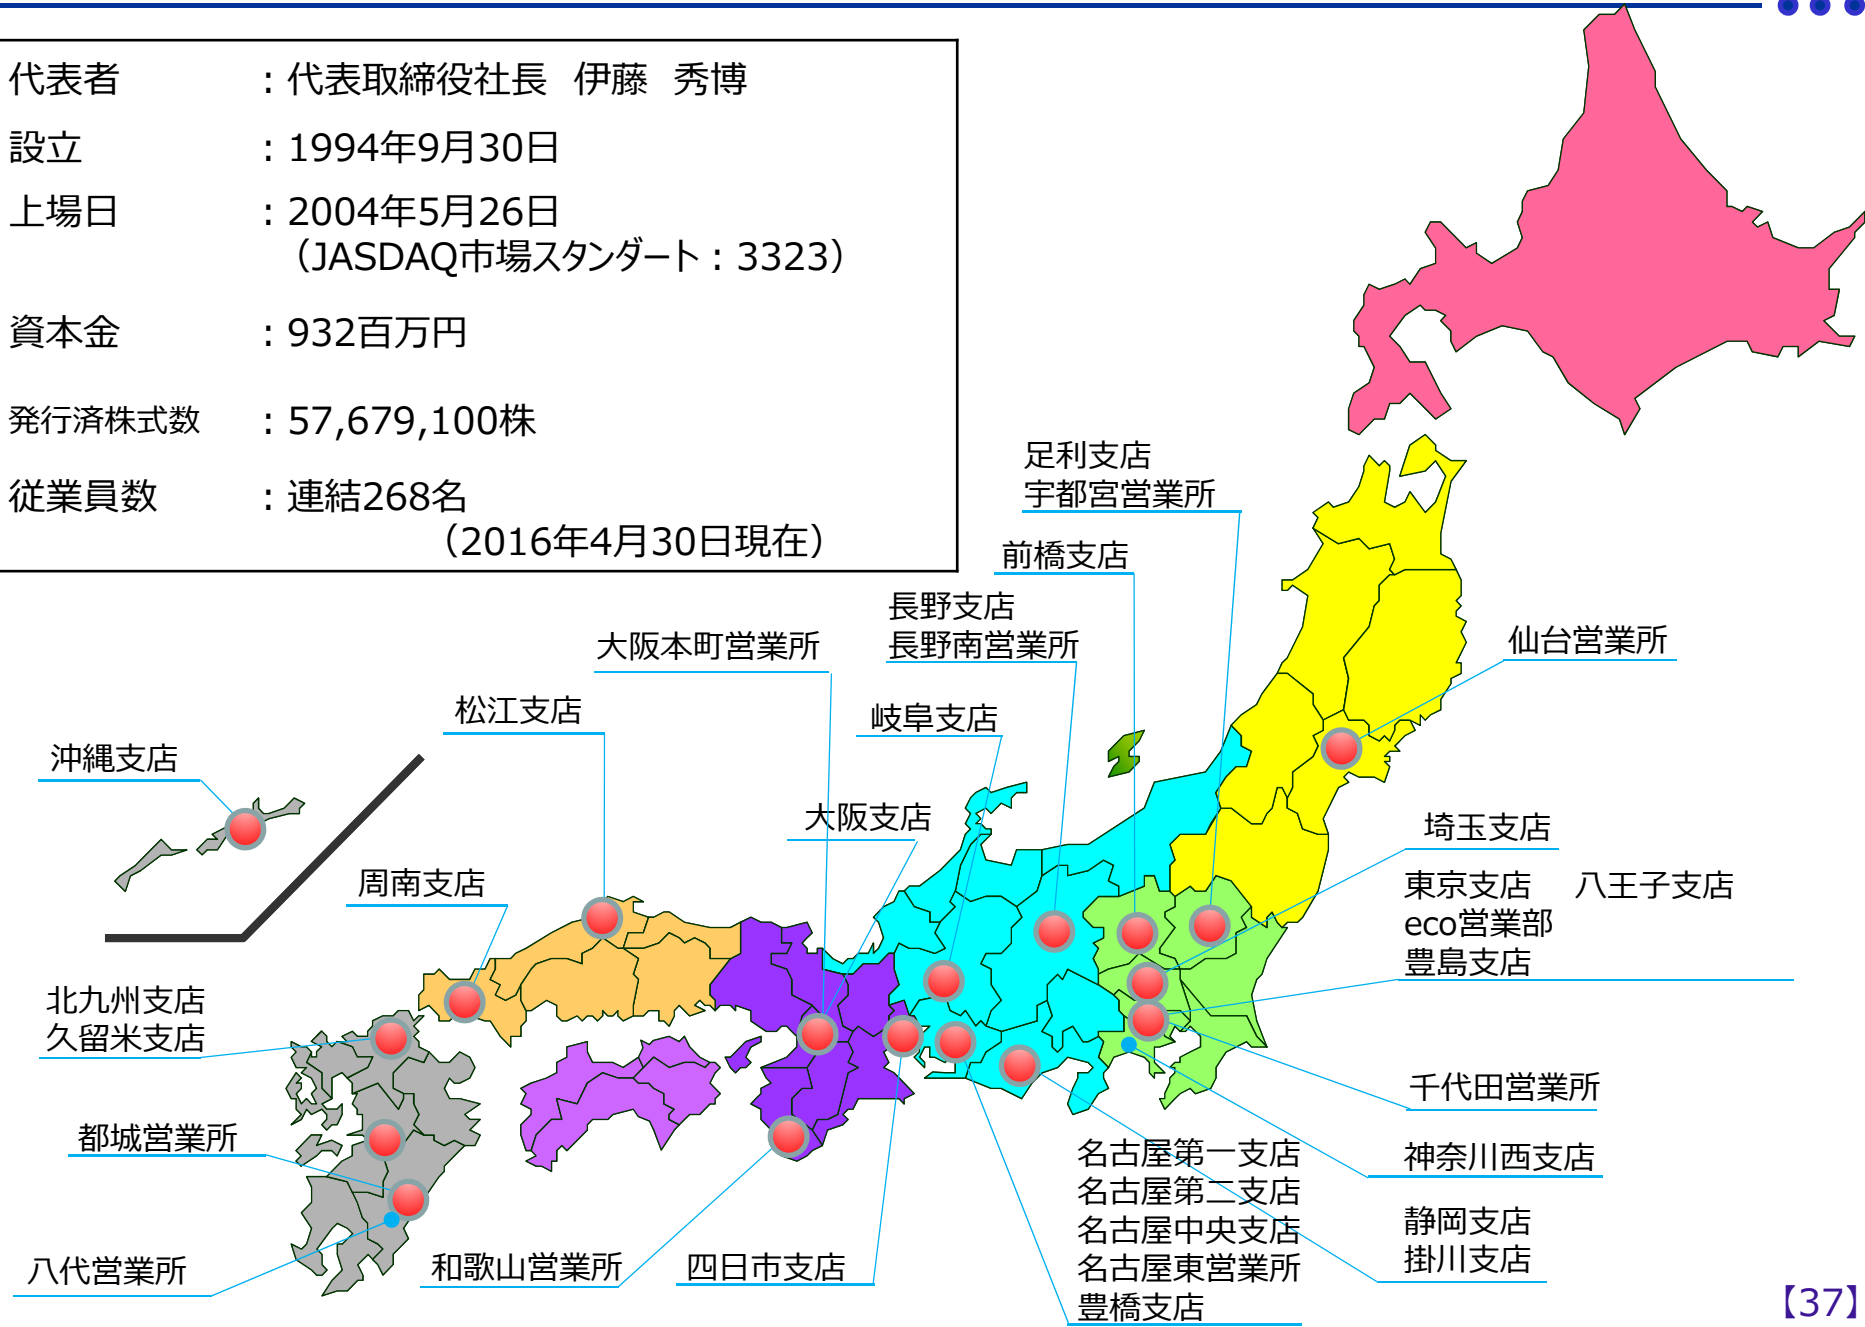 代表者　：代表取締役社長　伊藤　秀博
設立　：1994年9月30日
上場日　：2004年5月26日
（JASDAQ市場スタンダート：3323）
資本金　：932百万円
発行済株式数　：57,679,100株
従業員数　：連結268名
（2016年4月30日現在）
足利支店
宇都宮営業所
前橋支店
長野支店
長野南営業所
大阪本町営業所
仙台営業所
松江支店
岐阜支店
沖縄支店
大阪支店
埼玉支店
周南支店
東京支店　八王子支店
eco営業部
豊島支店
北九州支店
久留米支店
千代田営業所
都城営業所
神奈川西支店
名古屋第一支店
名古屋第二支店
名古屋中央支店
名古屋東営業所
豊橋支店
静岡支店
掛川支店
八代営業所
和歌山営業所
四日市支店
【37】